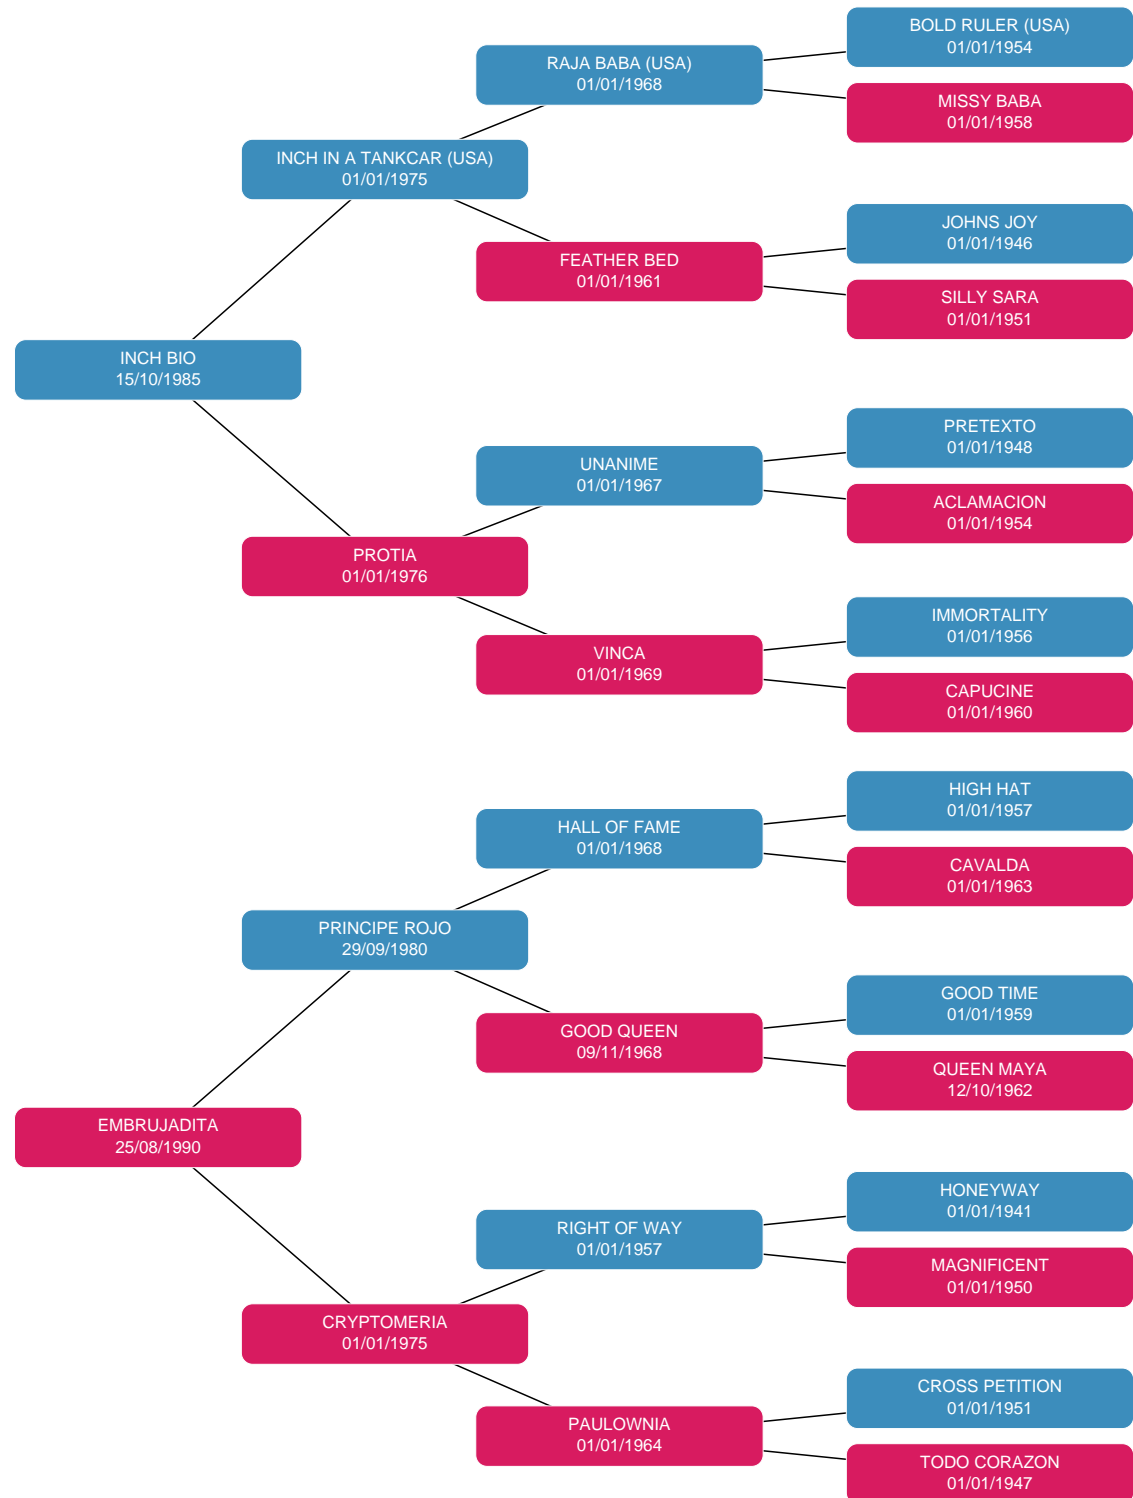 BOLD RULER (USA)
01/01/1954
RAJA BABA (USA)
01/01/1968
MISSY BABA
01/01/1958
INCH IN A TANKCAR (USA)
01/01/1975
JOHNS JOY
01/01/1946
FEATHER BED
01/01/1961
SILLY SARA
01/01/1951
INCH BIO
15/10/1985
PRETEXTO
01/01/1948
UNANIME
01/01/1967
ACLAMACION
01/01/1954
PROTIA
01/01/1976
IMMORTALITY
01/01/1956
VINCA
01/01/1969
CAPUCINE
01/01/1960
HIGH HAT
01/01/1957
HALL OF FAME
01/01/1968
CAVALDA
01/01/1963
PRINCIPE ROJO
29/09/1980
GOOD TIME
01/01/1959
GOOD QUEEN
09/11/1968
QUEEN MAYA
12/10/1962
EMBRUJADITA
25/08/1990
HONEYWAY
01/01/1941
RIGHT OF WAY
01/01/1957
MAGNIFICENT
01/01/1950
CRYPTOMERIA
01/01/1975
CROSS PETITION
01/01/1951
PAULOWNIA
01/01/1964
TODO CORAZON
01/01/1947